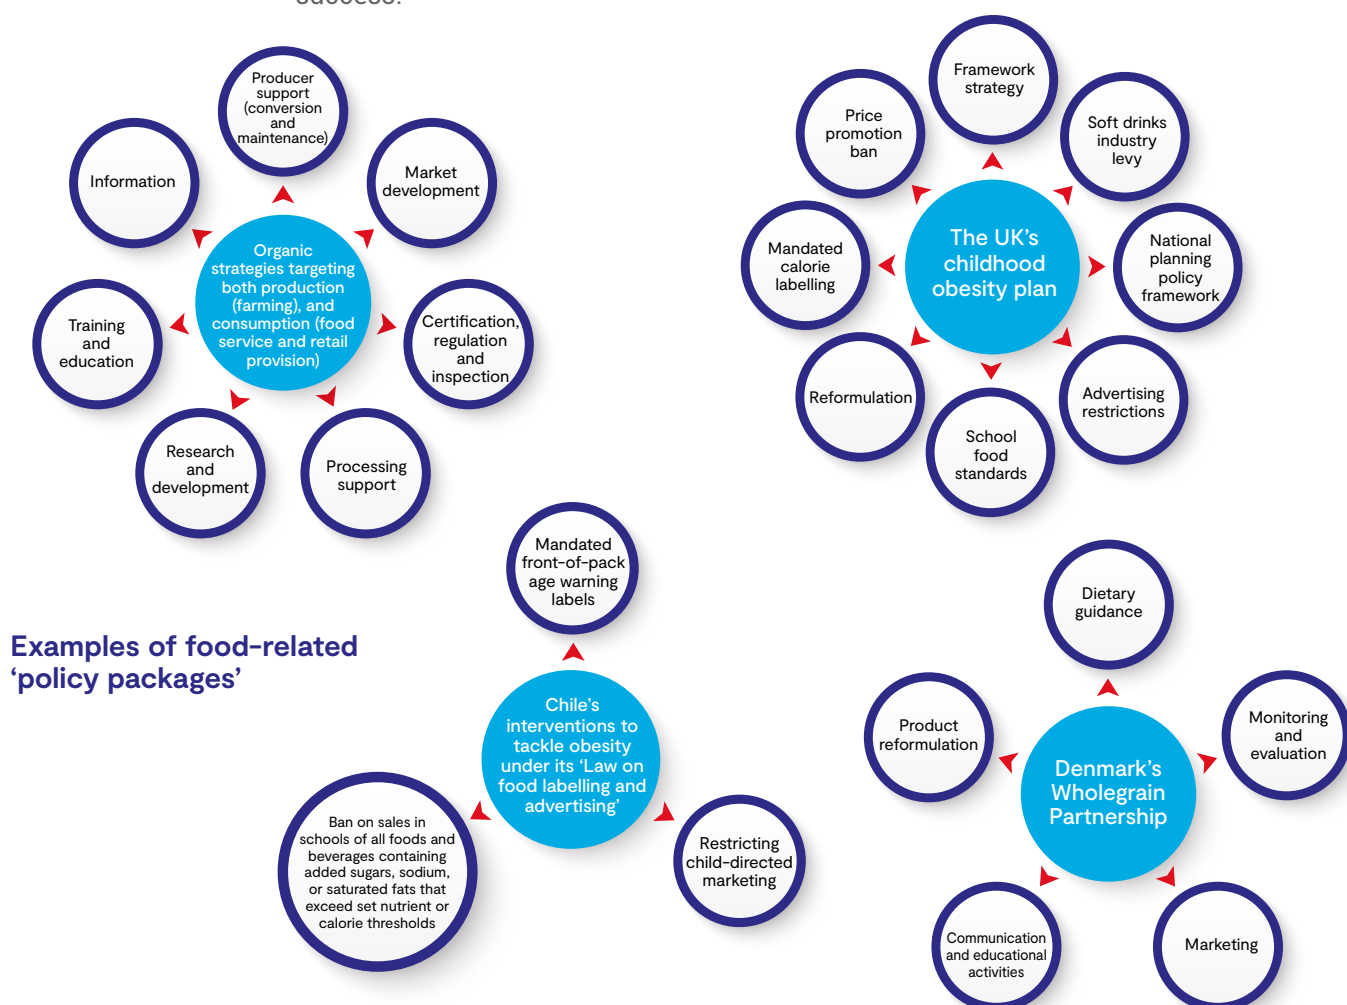 success.
Producer
support
(conversion
and
maintenance)
Market
development
Certification,
regulation
and
inspection
Processing
support
Research
and
development
Training
and
education
Information
Organic
strategies targeting
both production
(farming), and
consumption (food
service and retail
provision)
Framework
strategy
Soft drinks
industry
levy
National
planning
policy
framework
Advertising
restrictions
School
food
standards
Reformulation
Mandated
calorie
labelling
Price
promotion
ban
The UK’s
childhood
obesity plan
Examples of food-related
‘policy packages’
Mandated
front-of-pack
age warning
labels
Chile’s
interventions to
tackle obesity
under its ‘Law on
food labelling and
advertising’
Restricting
child-directed
marketing
Ban on sales in
schools of all foods and
beverages containing
added sugars, sodium,
or saturated fats that
exceed set nutrient or
calorie thresholds
Dietary
guidance
Monitoring
and
evaluation
Marketing
Communication
and educational
activities
Product
reformulation
Denmark’s
Wholegrain
Partnership